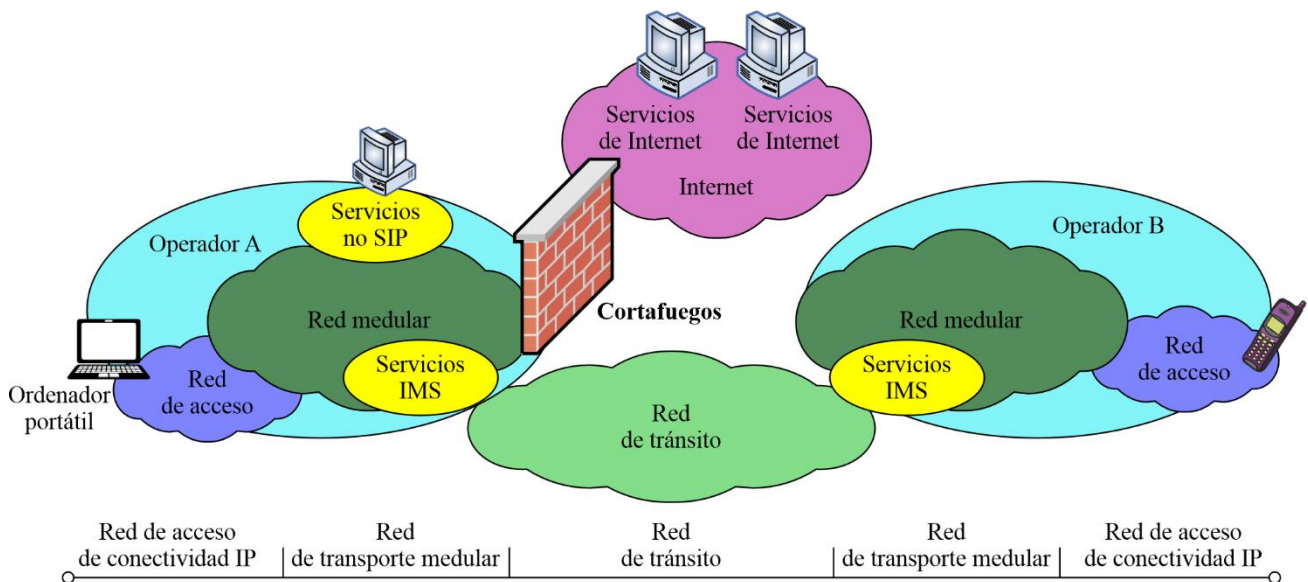 Servicios
de Internet
Servicios
de Internet
Internet
Servicios
no SIP
Operador A
Operador B
Red medular
Cortafuegos
Red medular
Servicios
IMS
Servicios
IMS
Red
de acceso
Red
de acceso
Ordenador
portátil
Red
de tránsito
Red de acceso
de conectividad IP
Red
de transporte medular
Red
de tránsito
Red
de transporte medular
Red de acceso
de conectividad IP